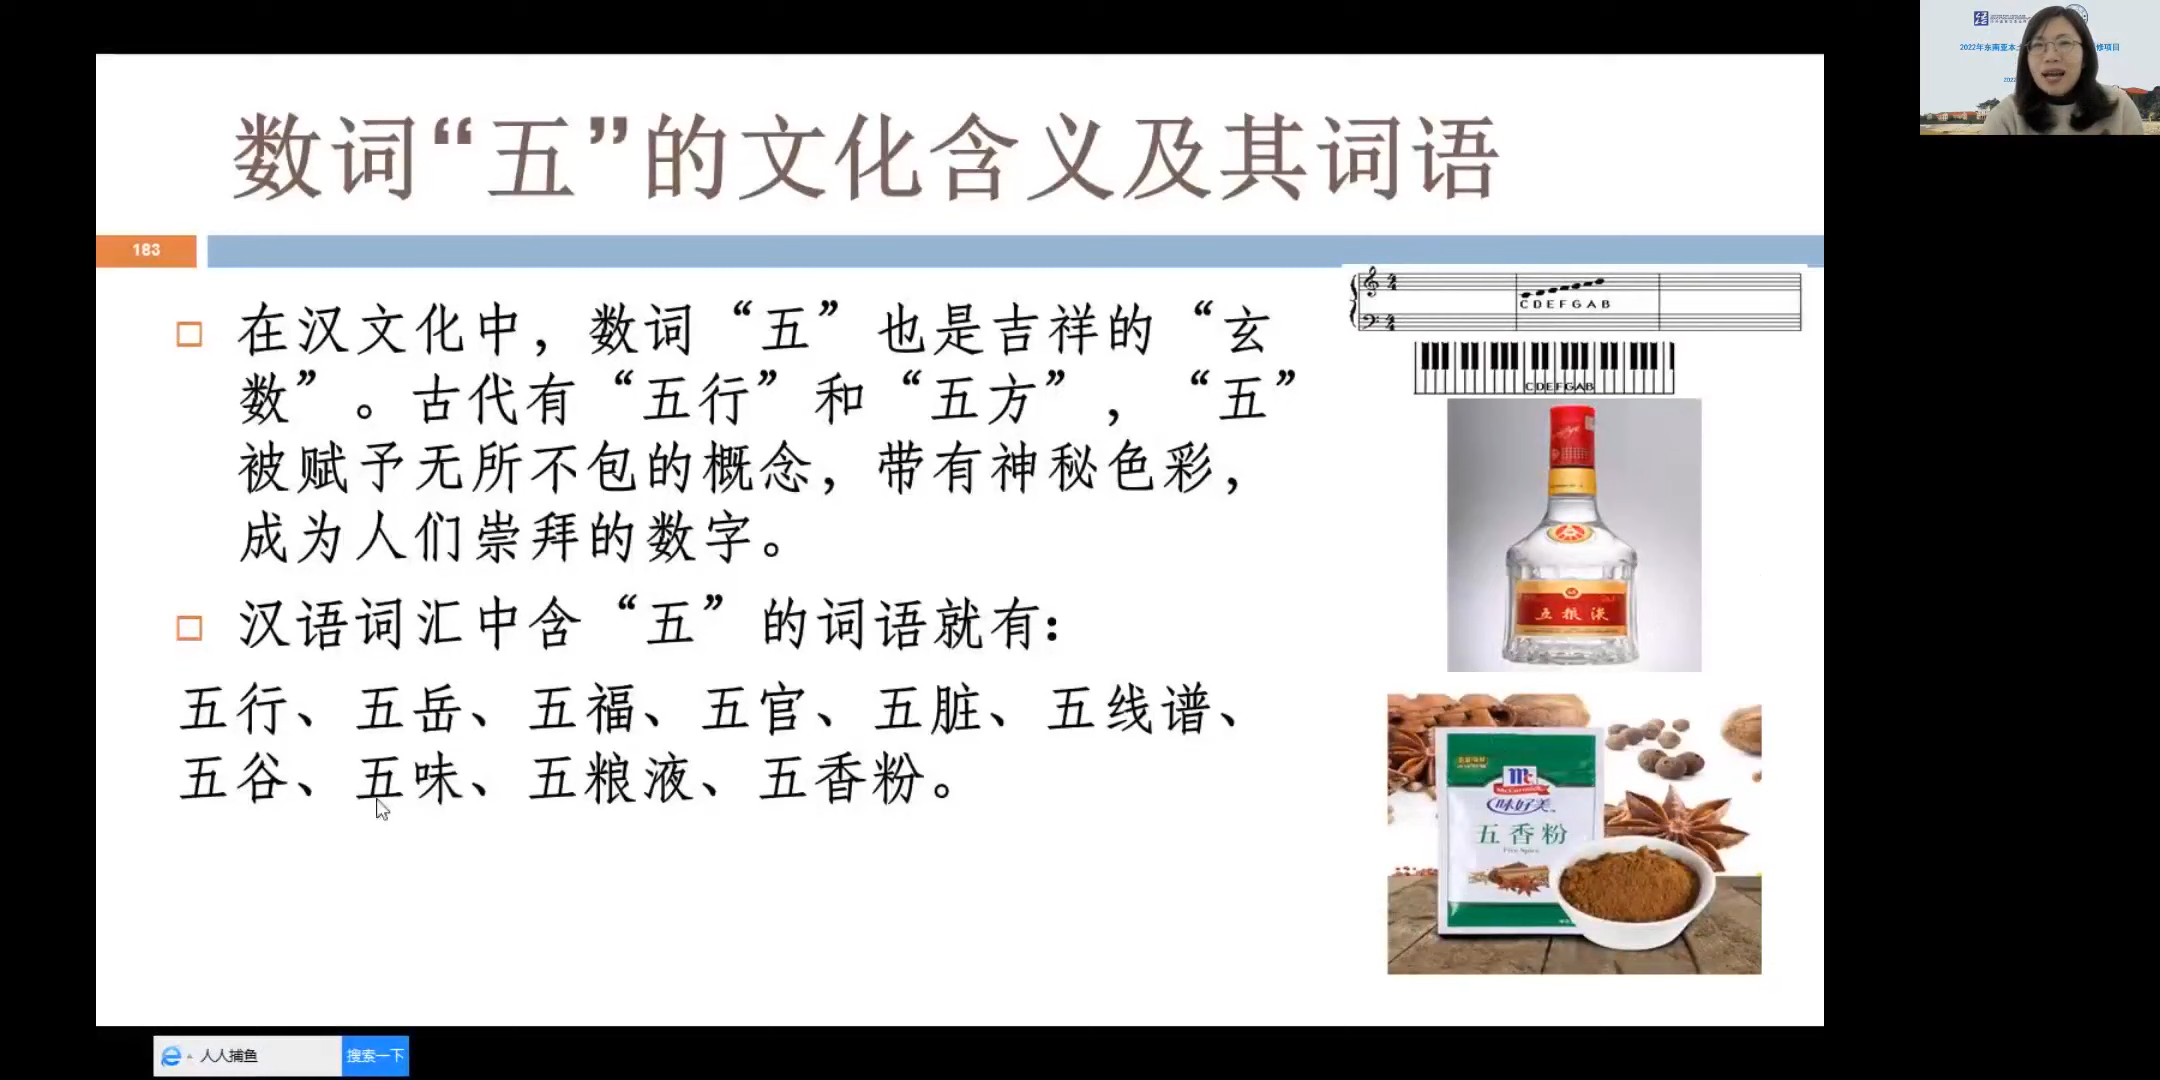 2022年东南亚本土
修项目
数词“五”的文化含义及其词语
183
在汉文化中，数词“五”也是吉祥的“玄
数”。古代有“五行”和“五方”，“五”
被赋予无所不包的概念，带有神秘色彩，
成为人们崇拜的数字。
汉语词汇中含“五”的词语就有：
五行、五岳、五福、五官、五脏、五线谱、
五谷、五味、五粮液、五香粉。
C D E F G A B
CDEFGAB
五粮液
McCormick
味好美
五香粉
人人捕鱼
搜索一下